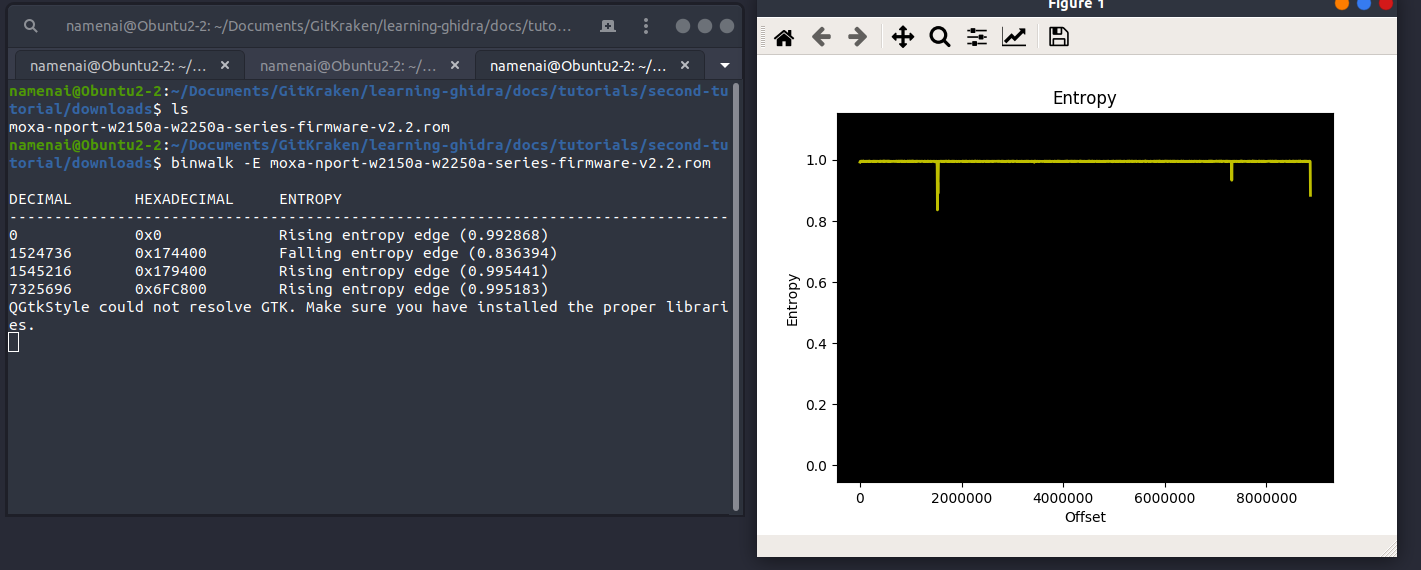 namenai@Obuntu2-2: ~/Documents/GitKraken/learning-ghidra/docs/tuto...
namenai@Obuntu2-2: ~/...
namenai@Obuntu2-2: ~/...
namenai@Obuntu2-2: ~/...
namenai@Obuntu2-2:~/Documents/GitKraken/learning-ghidra/docs/tutorials/second-tu
torial/downloads$ ls
moxa-nport-w2150a-w2250a-series-firmware-v2.2.rom
namenai@Obuntu2-2:~/Documents/GitKraken/learning-ghidra/docs/tutorials/second-tu
torial/downloads$ binwalk -E moxa-nport-w2150a-w2250a-series-firmware-v2.2.rom
DECIMAL       HEXADECIMAL     ENTROPY
--------------------------------------------------------------------------------
0             0x0             Rising entropy edge (0.992868)
1524736       0x174400        Falling entropy edge (0.836394)
1545216       0x179400        Rising entropy edge (0.995441)
7325696       0x6FC800        Rising entropy edge (0.995183)
QGtkStyle could not resolve GTK. Make sure you have installed the proper librari
es.
Figure 1
Entropy
1.0
0.8
0.6
0.4
0.2
0.0
Entropy
0 2000000 4000000 6000000 8000000
Offset